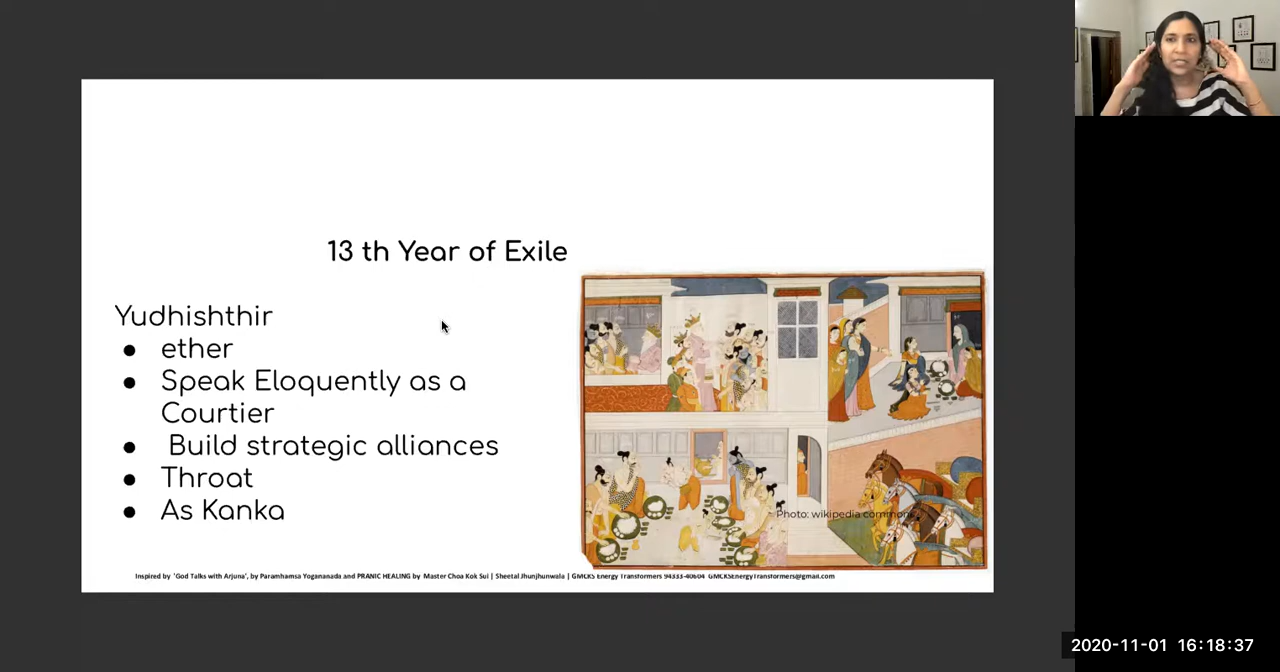 13 th Year of Exile
Yudhishthir
● ether
● Speak Eloquently as a
Courtier
● Build strategic alliances
● Throat
● As Kanka
Photo: wikipedia commons
Inspired by 'God Talks with Arjuna', by Paramhamsa Yogananada and PRANIC HEALING by Master Choa Kok Sui | Sheetal Jhunjhunwala | GMCKS Energy Transformers 94333-40604 GMCKSEnergyTransformers@gmail.com
2020-11-01 16:18:37